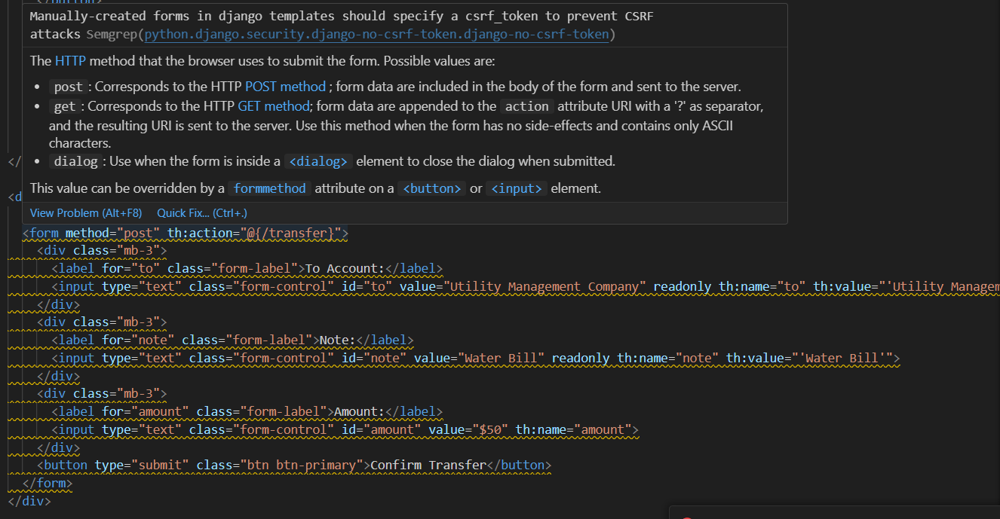 </button>
Manually-created forms in django templates should specify a csrf_token to prevent CSRF
attacks Semgrep(python.django.security.django-no-csrf-token.django-no-csrf-token)
The HTTP method that the browser uses to submit the form. Possible values are:
• post : Corresponds to the HTTP POST method ; form data are included in the body of the form and sent to the server.
• get : Corresponds to the HTTP GET method; form data are appended to the action attribute URI with a '?' as separator,
and the resulting URI is sent to the server. Use this method when the form has no side-effects and contains only ASCII
characters.
</
• dialog : Use when the form is inside a <dialog> element to close the dialog when submitted.
This value can be overridden by a formmethod attribute on a <button> or <input> element.
<d
View Problem (Alt+F8) Quick Fix... (Ctrl+.)
<form method="post" th:action="@{/transfer}">
<div class="mb-3">
<label for="to" class="form-label">To Account:</label>
<input type="text" class="form-control" id="to" value="Utility Management Company" readonly th:name="to" th:value="'Utility Managem
</div>
<div class="mb-3">
<label for="note" class="form-label">Note:</label>
<input type="text" class="form-control" id="note" value="Water Bill" readonly th:name="note" th:value="'Water Bill'">
</div>
<div class="mb-3">
<label for="amount" class="form-label">Amount:</label>
<input type="text" class="form-control" id="amount" value="$50" th:name="amount">
</div>
<button type="submit" class="btn btn-primary">Confirm Transfer</button>
</form>
</div>